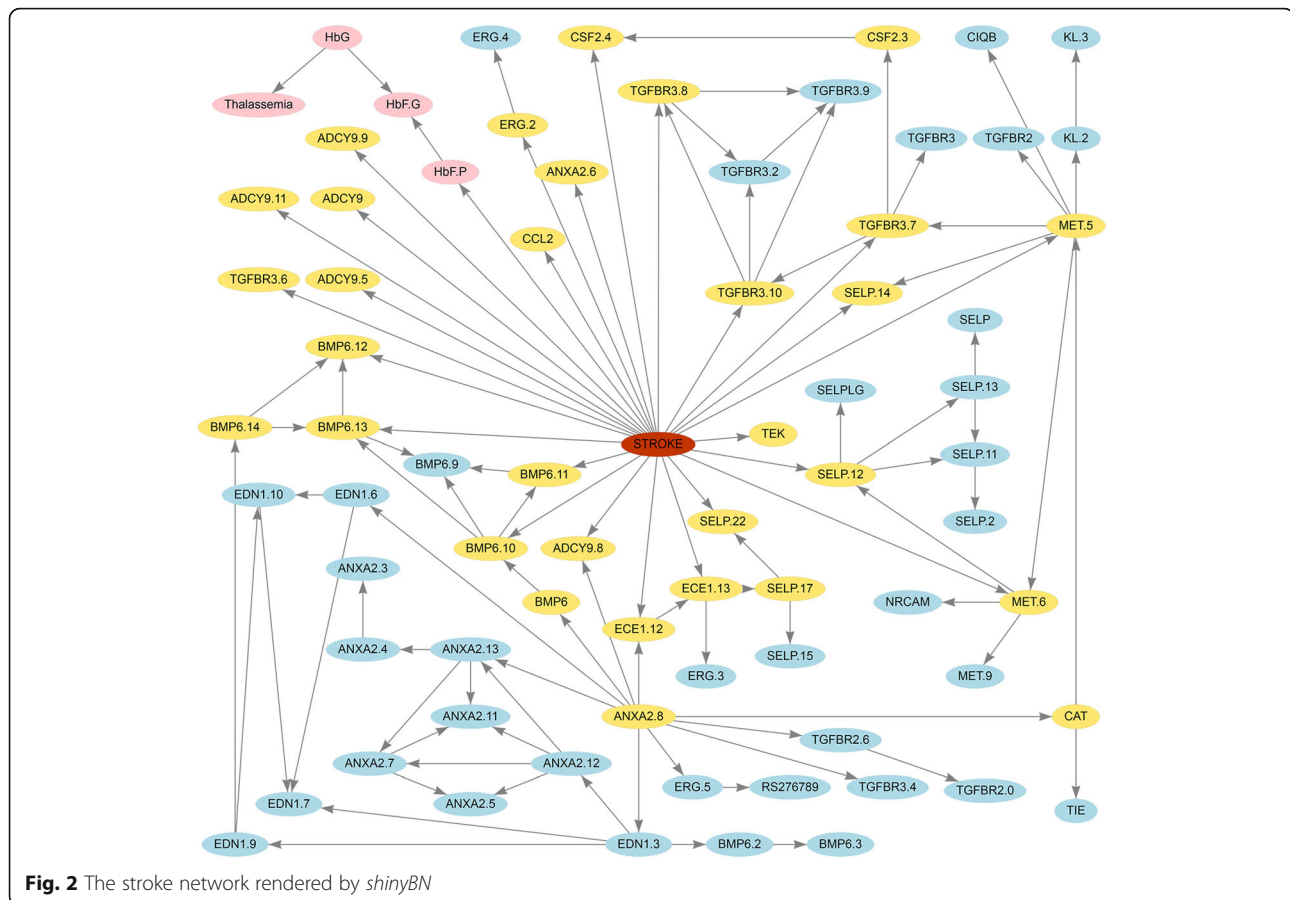 HbG
ERG.4
CSF2.4
CSF2.3
CIQB
KL.3
Thalassemia
HbF.G
TGFBR3.8
TGFBR3.9
ADCY9.9
ERG.2
TGFBR3
TGFBR2
KL.2
HbF.P
ANXA2.6
TGFBR3.2
ADCY9.11
ADCY9
CCL2
TGFBR3.7
MET.5
TGFBR3.6
ADCY9.5
TGFBR3.10
SELP.14
SELP
BMP6.12
SELPLG
SELP.13
BMP6.14
BMP6.13
STROKE
TEK
BMP6.9
BMP6.11
SELP.12
SELP.11
EDN1.10
EDN1.6
SELP.22
SELP.2
BMP6.10
ADCY9.8
ANXA2.3
ECE1.13
SELP.17
BMP6
NRCAM
MET.6
ECE1.12
ANXA2.4
ANXA2.13
SELP.15
ERG.3
MET.9
ANXA2.11
ANXA2.8
CAT
TGFBR2.6
ANXA2.7
ANXA2.12
ERG.5
RS276789
TGFBR3.4
TGFBR2.0
EDN1.7
ANXA2.5
TIE
EDN1.9
EDN1.3
BMP6.2
BMP6.3
Fig. 2 The stroke network rendered by shinyBN